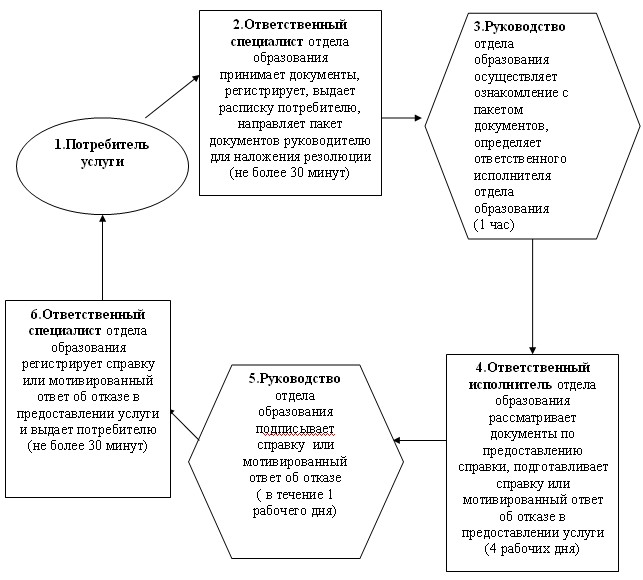 1.Потребитель
услуги
2.Ответственный
специалист отдела
образования
принимает документы,
регистрирует, выдает
расписку потребителю,
направляет пакет
документов руководителю
для наложения резолюции
(не более 30 минут)
3.Руководство
отдела
образования
осуществляет
ознакомление с
пакетом
документов,
определяет
ответственного
исполнителя
отдела
образования
(1 час)
4.Ответственный
исполнитель отдела
образования
рассматривает
документы по
предоставлению
справки, подготавливает
справку или
мотивированный ответ
об отказе в
предоставлении услуги
(4 рабочих дня)
5.Руководство
отдела
образования
подписывает
справку или
мотивированный
ответ об отказе
( в течение 1
рабочего дня)
6.Ответственный
специалист отдела
образования
регистрирует справку
или мотивированный
ответ об отказе в
предоставлении услуги
и выдает потребителю
(не более 30 минут)